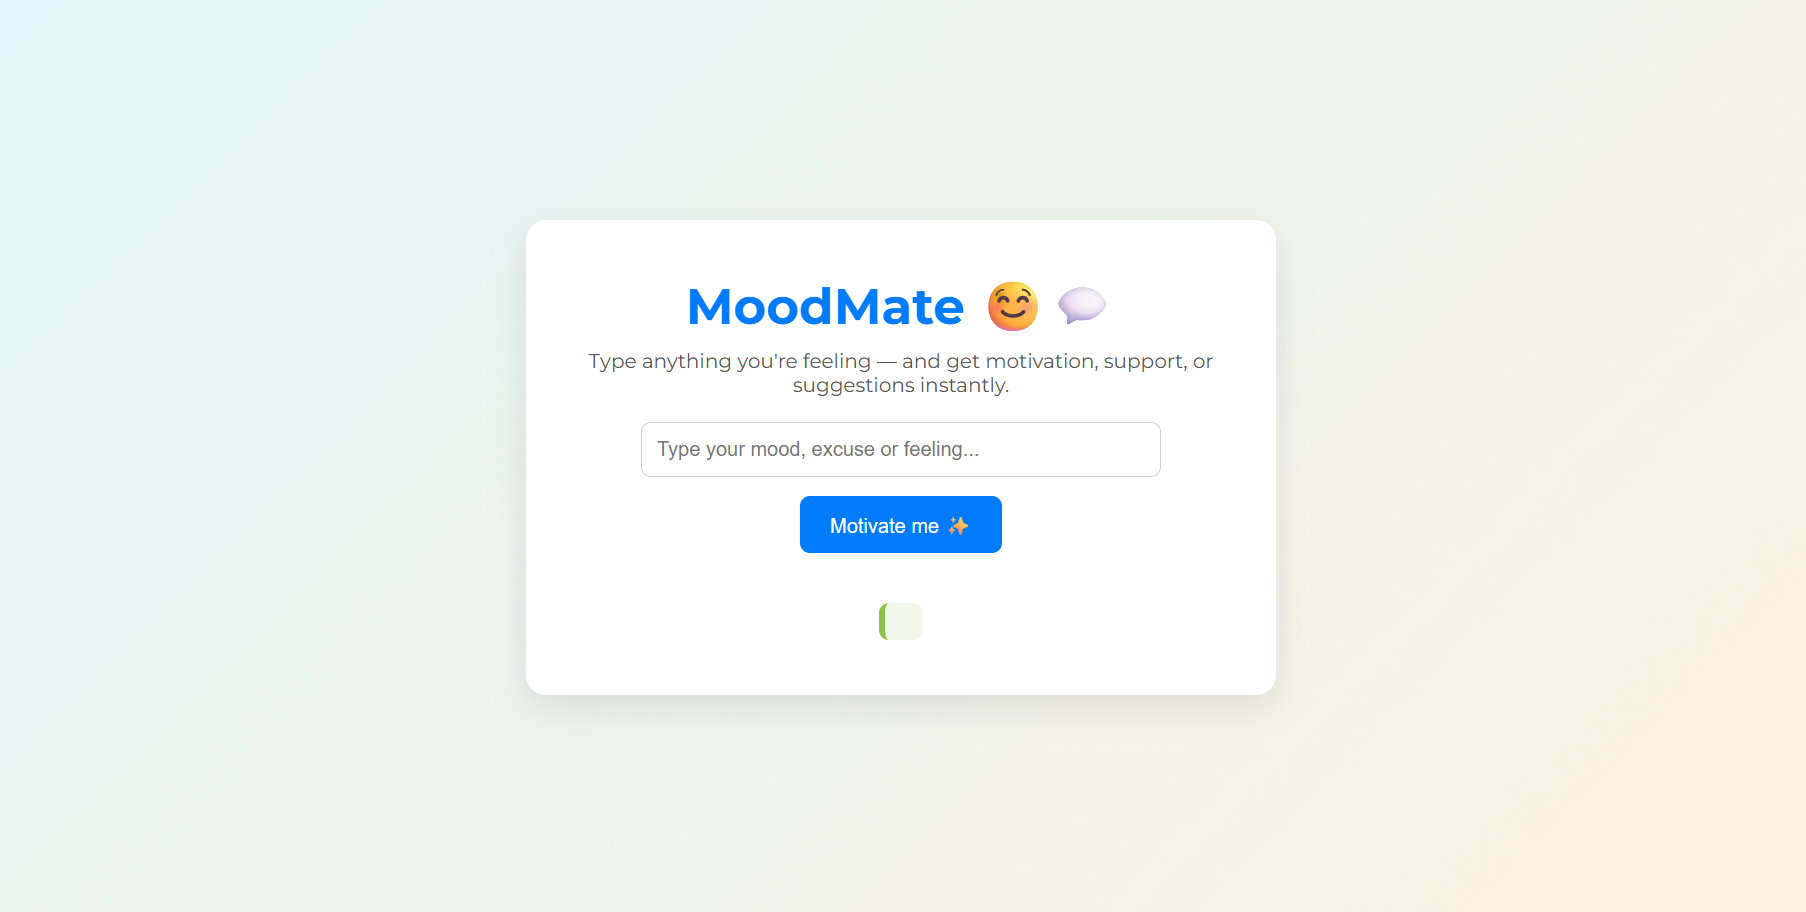 MoodMate 😊 💬
Type anything you're feeling — and get motivation, support, or
suggestions instantly.
Type your mood, excuse or feeling...
Motivate me ✨